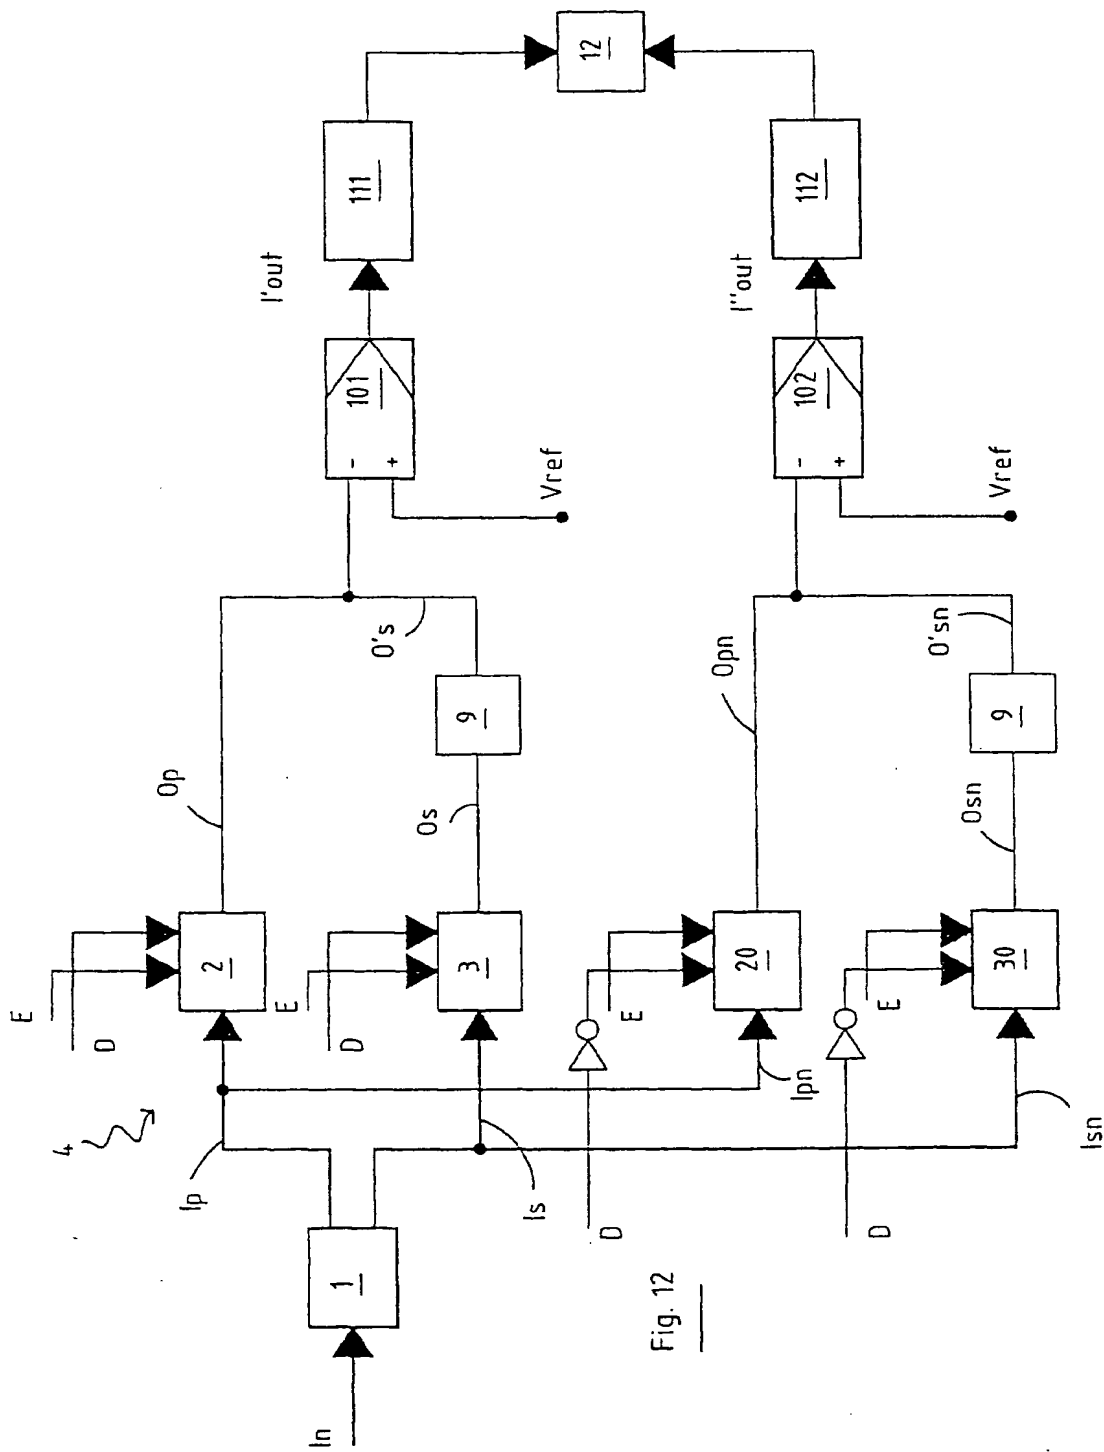 In
1
4
Ip
Is
Ipn
Isn
E
D
2
Op
E
D
3
Os
9
O's
D
E
20
Opn
D
E
30
Osn
9
O'sn
-
+
101
Vref
I'out
111
-
+
102
Vref
I''out
112
12
Fig. 12